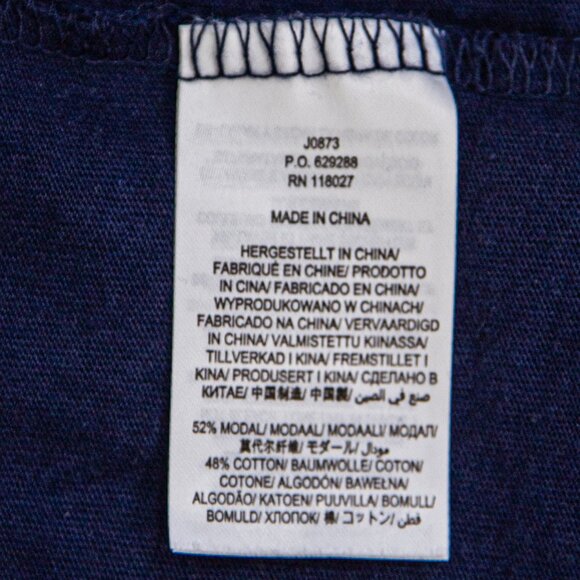 J0873
P.O. 629288
RN 118027
MADE IN CHINA
HERGESTELLT IN CHINA/
FABRIQUÉ EN CHINE/ PRODOTTO
IN CINA/ FABRICADO EN CHINA/
WYPRODUKOWANO W CHINACH/
FABRICADO NA CHINA/ VERVAARDIGD
IN CHINA/ VALMISTETTU KIINASSA/
TILLVERKAD I KINA/ FREMSTILLET I
KINA/ PRODUSERT I KINA/ СДЕЛАНО В
КИТАЕ/ 中国制造/ 中国製/ صنع في الصين
52% MODAL/ MODAAL/ MODAALI/ МОДАЛ/
莫代尔纤维/ モダール/ مودال/
48% COTTON/ BAUMWOLLE/ COTON/
COTONE/ ALGODÓN/ BAWEŁNA/
ALGODÃO/ KATOEN/ PUUVILLA/ BOMULL/
BOMULD/ ХЛОПОК/ 棉/ コットン/ قطن/